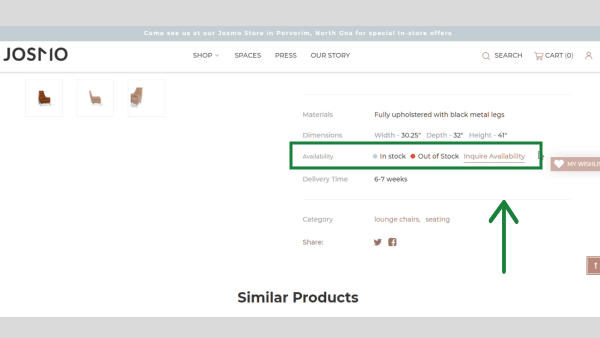 Come see us at our Josmo Store in Porvorim, North Goa for special in-store offers
JOSMO SHOP SPACES PRESS OUR STORY SEARCH CART (0)
Materials Fully upholstered with black metal legs
Dimensions Width - 30.25" Depth - 32" Height - 41"
Availability In stock Out of Stock Inquire Availability
MY WISHLIS
Delivery Time 6-7 weeks
Category lounge chairs, seating
Share:
Similar Products